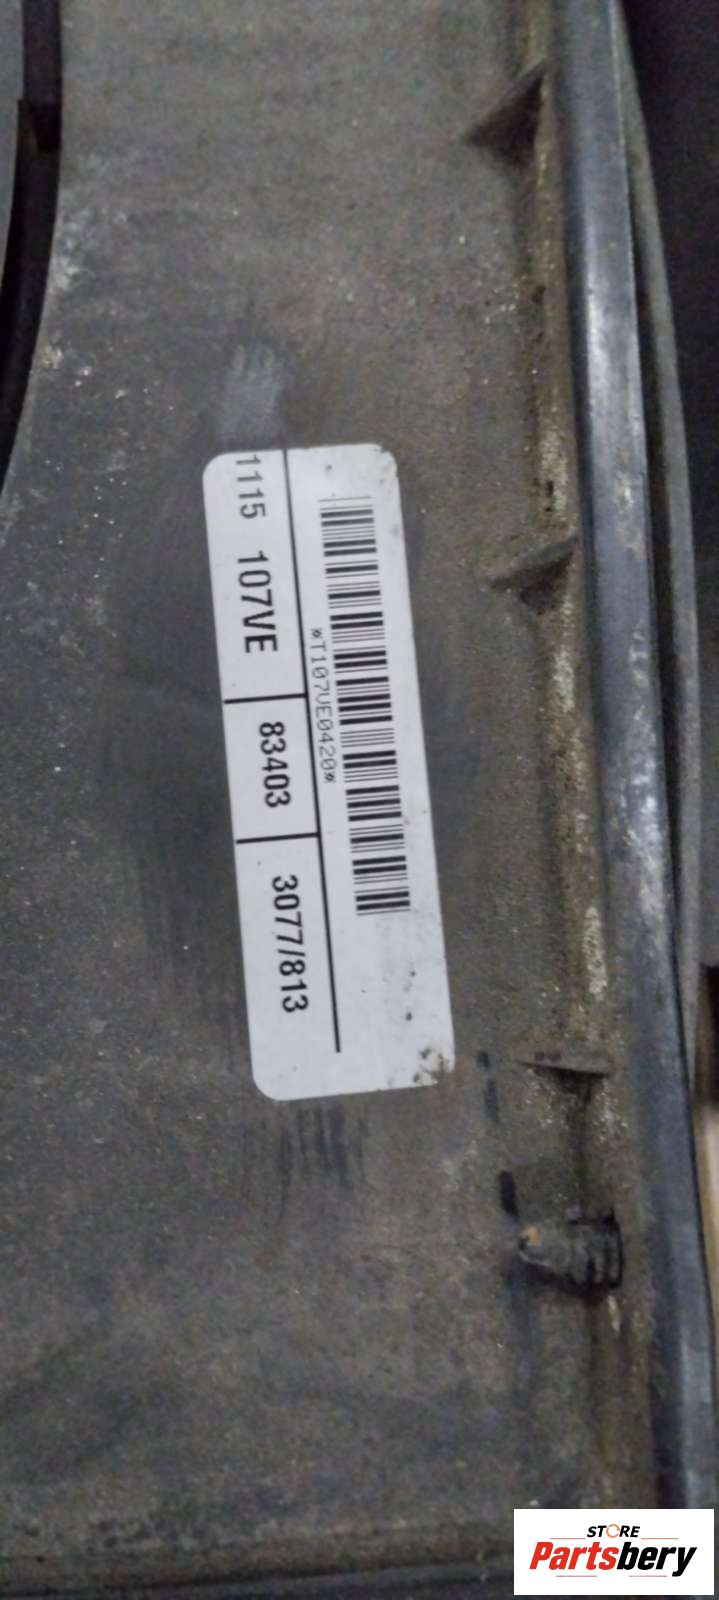 *T107VE0420*
1115 107VE
83403
3077/813
STORE
Partsbery